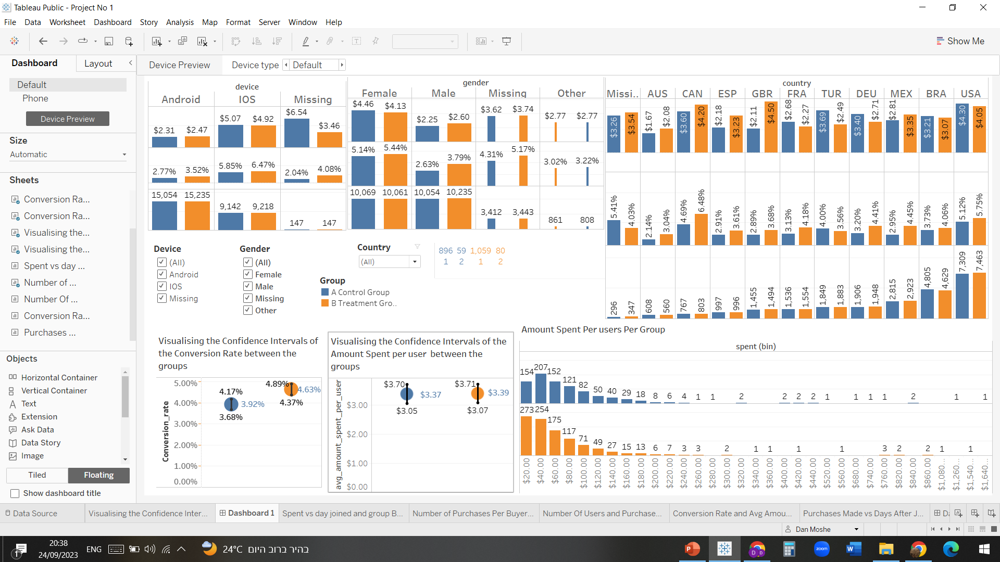 Tableau Public - Project No 1
File Data Worksheet Dashboard Story Analysis Map Format Server Window Help
Show Me
Dashboard Layout
Device Preview Device type Default
Default
Phone
Device Preview
Size
Automatic
Sheets
Conversion Ra...
Conversion Ra...
Visualising the...
Visualising the...
Spent vs day ...
Number of ...
Number Of ...
Conversion Ra...
Purchases ...
Objects
Horizontal Container
Vertical Container
Text
Extension
Ask Data
Data Story
Image
Tiled Floating
Show dashboard title
device
Android IOS Missing
$2.31 $2.47 $5.07 $4.92 $6.54 $3.46
2.77% 3.52% 5.85% 6.47% 2.04% 4.08%
15,054 15,235 9,142 9,218 147 147
gender
Female Male Missing Other
$4.46 $4.13 $2.25 $2.60 $3.62 $3.74 $2.77 $2.77
5.14% 5.44% 2.63% 3.79% 4.31% 5.17% 3.02% 3.22%
10,069 10,061 10,054 10,235 3,412 3,443 861 808
country
Missi.. AUS CAN ESP GBR FRA TUR DEU MEX BRA USA
$3.26 $3.54 $1.67 $2.08 $3.60 $4.20 $2.18 $3.23 $2.11 $4.50 $2.68 $2.27 $3.69 $2.49 $3.40 $2.71 $2.81 $3.35 $3.21 $3.07 $4.30 $4.05
5.41% 4.03% 2.14% 3.04% 4.69% 6.48% 2.91% 3.61% 2.89% 3.68% 3.13% 4.18% 4.00% 3.56% 3.20% 4.41% 2.95% 4.45% 3.73% 4.06% 5.12% 5.75%
296 347 608 560 767 803 997 996 1,455 1,494 1,536 1,554 1,849 1,883 1,906 1,948 2,815 2,923 4,805 4,629 7,309 7,463
Device
(All)
Android
IOS
Missing
Gender
(All)
Female
Male
Missing
Other
Country
(All)
896 59 1,059 80
1 2 1 2
Group
A Control Group
B Treatment Gro..
Visualising the Confidence Intervals of
the Conversion Rate between the
groups
Conversion_rate
5.00%
4.00%
3.00%
2.00%
1.00%
0.00%
4.17%
3.92%
3.68%
4.89%
4.63%
4.37%
Visualising the Confidence Intervals of the
Amount Spent per user between the
groups
avg_amount_spent_per_user
$3.00
$2.00
$1.00
$0.00
$3.70
$3.37
$3.05
$3.71
$3.39
$3.07
Amount Spent Per users Per Group
spent (bin)
154 207 152 121 82 50 40 29 18 8 6 4 1 1 2 2 2 2 1 1 1 1 2 1 1
273 254 175 117 71 49 27 15 13 6 7 3 3 2 1 1 1 1 3 2 2 1 1
$20.00 $40.00 $60.00 $80.00 $100.00 $120.00 $140.00 $160.00 $180.00 $200.00 $220.00 $240.00 $260.00 $280.00 $300.00 $320.00 $340.00 $360.00 $400.00 $420.00 $440.00 $520.00 $560.00 $680.00 $740.00 $760.00 $820.00 $840.00 $860.00 $1,080... $1,260... $1,540... $1,640...
Data Source Visualising the Confidence Inter... Dashboard 1 Spent vs day joined and group B... Number of Purchases Per Buyer... Number Of Users and Purchase... Conversion Rate and Avg Amou... Purchases Made vs Days After J... Da
Dan Moshe
1 20:38 ENG 24°C בהיר ברוב היום
24/09/2023
P D D zoom W